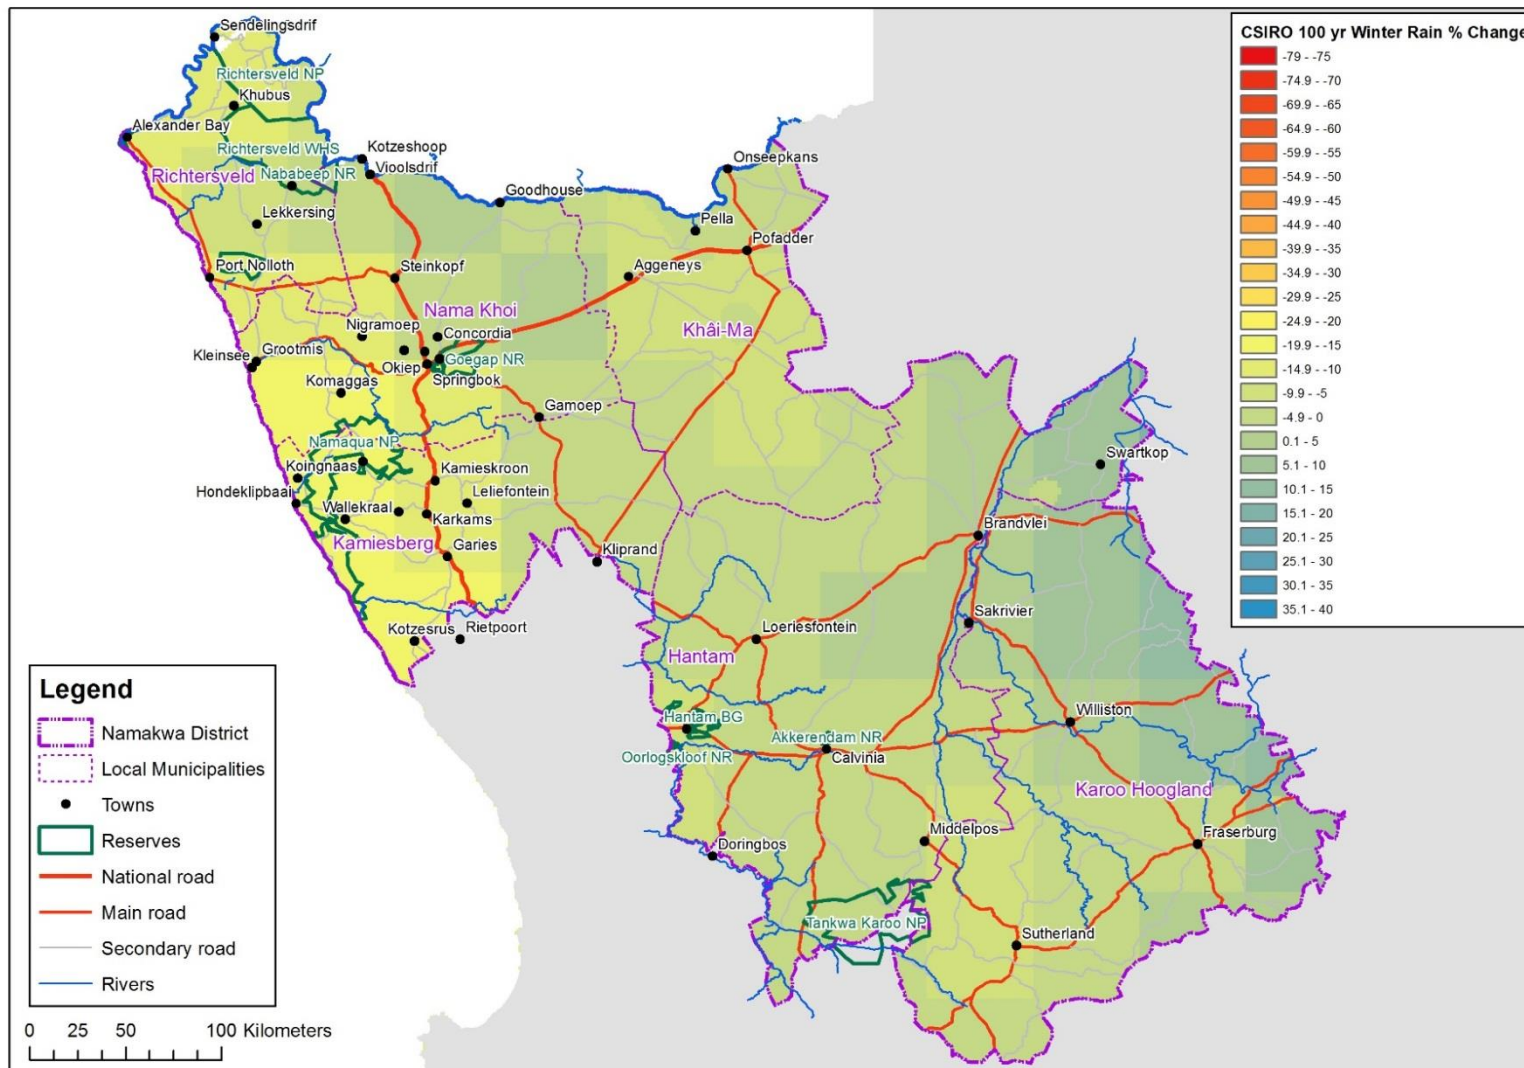 Sendelingsdrif
Richtersveld NP
Khubus
Alexander Bay
Richtersveld WHS
Kotzeshoop
Vioolsdrif
Richtersveld
Nababeep NR
Goodhouse
Onseepkans
Lekkersing
Pella
Pofadder
Port Nolloth
Steinkopf
Aggeneys
Nama Khoi
Nigramoep
Concordia
Khâi-Ma
Kleinsee
Grootmis
Okiep
Goegap NR
Springbok
Komaggas
Gamoep
Namaqua NP
Koingnaas
Kamieskroon
Swartkop
Hondeklipbaai
Leliefontein
Wallekraal
Karkams
Brandvlei
Kamiesberg
Garies
Kliprand
Sakrivier
Kotzesrus
Rietpoort
Loeriesfontein
Hantam
Hantam BG
Williston
Akkerendam NR
Oorlogskloof NR
Calvinia
Karoo Hoogland
Middelpos
Fraserburg
Doringbos
Tankwa Karoo NP
Sutherland
CSIRO 100 yr Winter Rain % Change
-79 - -75
-74.9 - -70
-69.9 - -65
-64.9 - -60
-59.9 - -55
-54.9 - -50
-49.9 - -45
-44.9 - -40
-39.9 - -35
-34.9 - -30
-29.9 - -25
-24.9 - -20
-19.9 - -15
-14.9 - -10
-9.9 - -5
-4.9 - 0
0.1 - 5
5.1 - 10
10.1 - 15
15.1 - 20
20.1 - 25
25.1 - 30
30.1 - 35
35.1 - 40
Legend
Namakwa District
Local Municipalities
Towns
Reserves
National road
Main road
Secondary road
Rivers
0 25 50 100 Kilometers